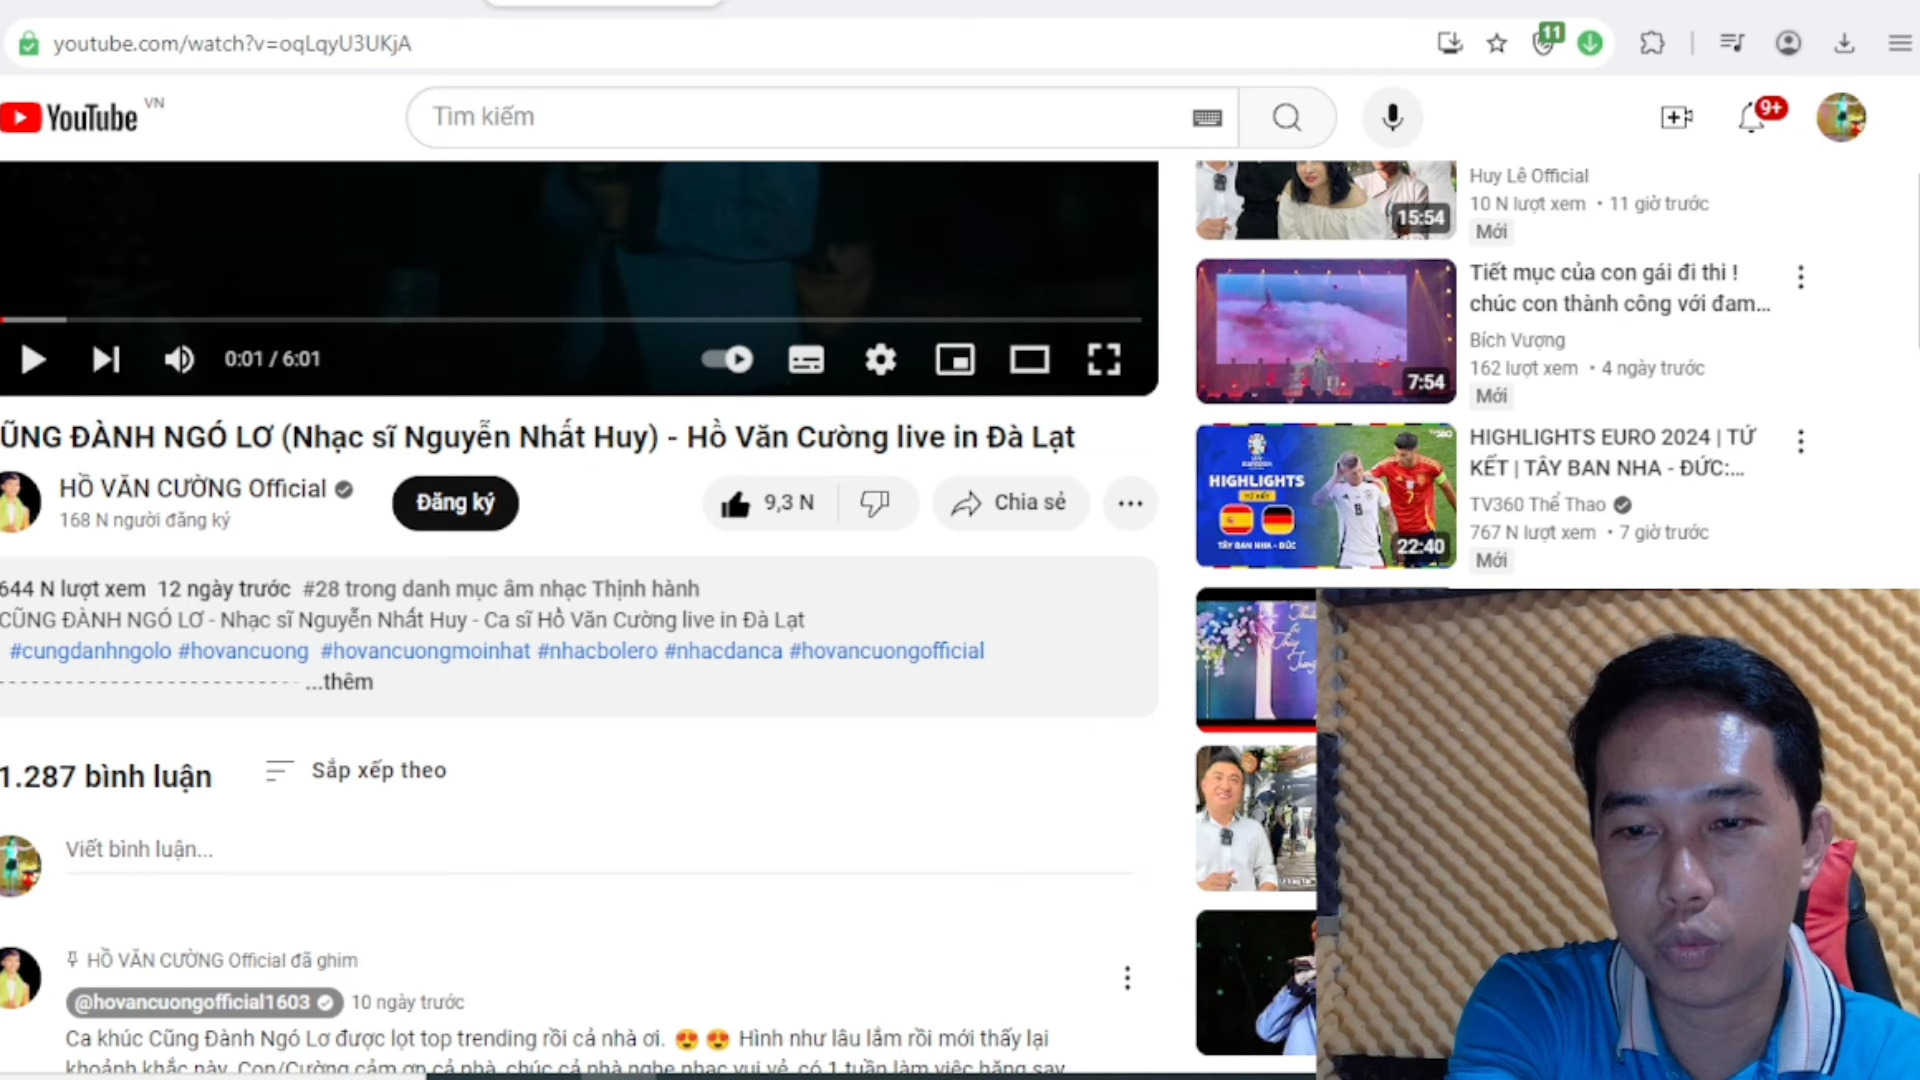 youtube.com/watch?v=oqLqyU3UKjA
11
YouTube VN
Tìm kiếm
9+
0:01 / 6:01
ŨNG ĐÀNH NGÓ LƠ (Nhạc sĩ Nguyễn Nhất Huy) - Hồ Văn Cường live in Đà Lạt
HỒ VĂN CƯỜNG Official
168 N người đăng ký
Đăng ký
9,3 N
Chia sẻ
644 N lượt xem 12 ngày trước #28 trong danh mục âm nhạc Thịnh hành
CŨNG ĐÀNH NGÓ LƠ - Nhạc sĩ Nguyễn Nhất Huy - Ca sĩ Hồ Văn Cường live in Đà Lạt
#cungdanhngolo #hovancuong #hovancuongmoinhat #nhacbolero #nhacdanca #hovancuongofficial
----------------------------- ...thêm
1.287 bình luận
Sắp xếp theo
Viết bình luận...
HỒ VĂN CƯỜNG Official đã ghim
@hovancuongofficial1603 10 ngày trước
Ca khúc Cũng Đành Ngó Lơ được lọt top trending rồi cả nhà ơi. 😍 😍 Hình như lâu lắm rồi mới thấy lại
khoảnh khắc này. Con/Cường cảm ơn cả nhà, chúc cả nhà nghe nhạc vui vẻ, có 1 tuần làm việc hăng say
15:54
Huy Lê Official
10 N lượt xem • 11 giờ trước
Mới
7:54
Tiết mục của con gái đi thi !
chúc con thành công với đam...
Bích Vượng
162 lượt xem • 4 ngày trước
Mới
HIGHLIGHTS
TỨ KẾT
TÂY BAN NHA - ĐỨC
TV360
22:40
HIGHLIGHTS EURO 2024 | TỨ
KẾT | TÂY BAN NHA - ĐỨC:...
TV360 Thể Thao
767 N lượt xem • 7 giờ trước
Mới